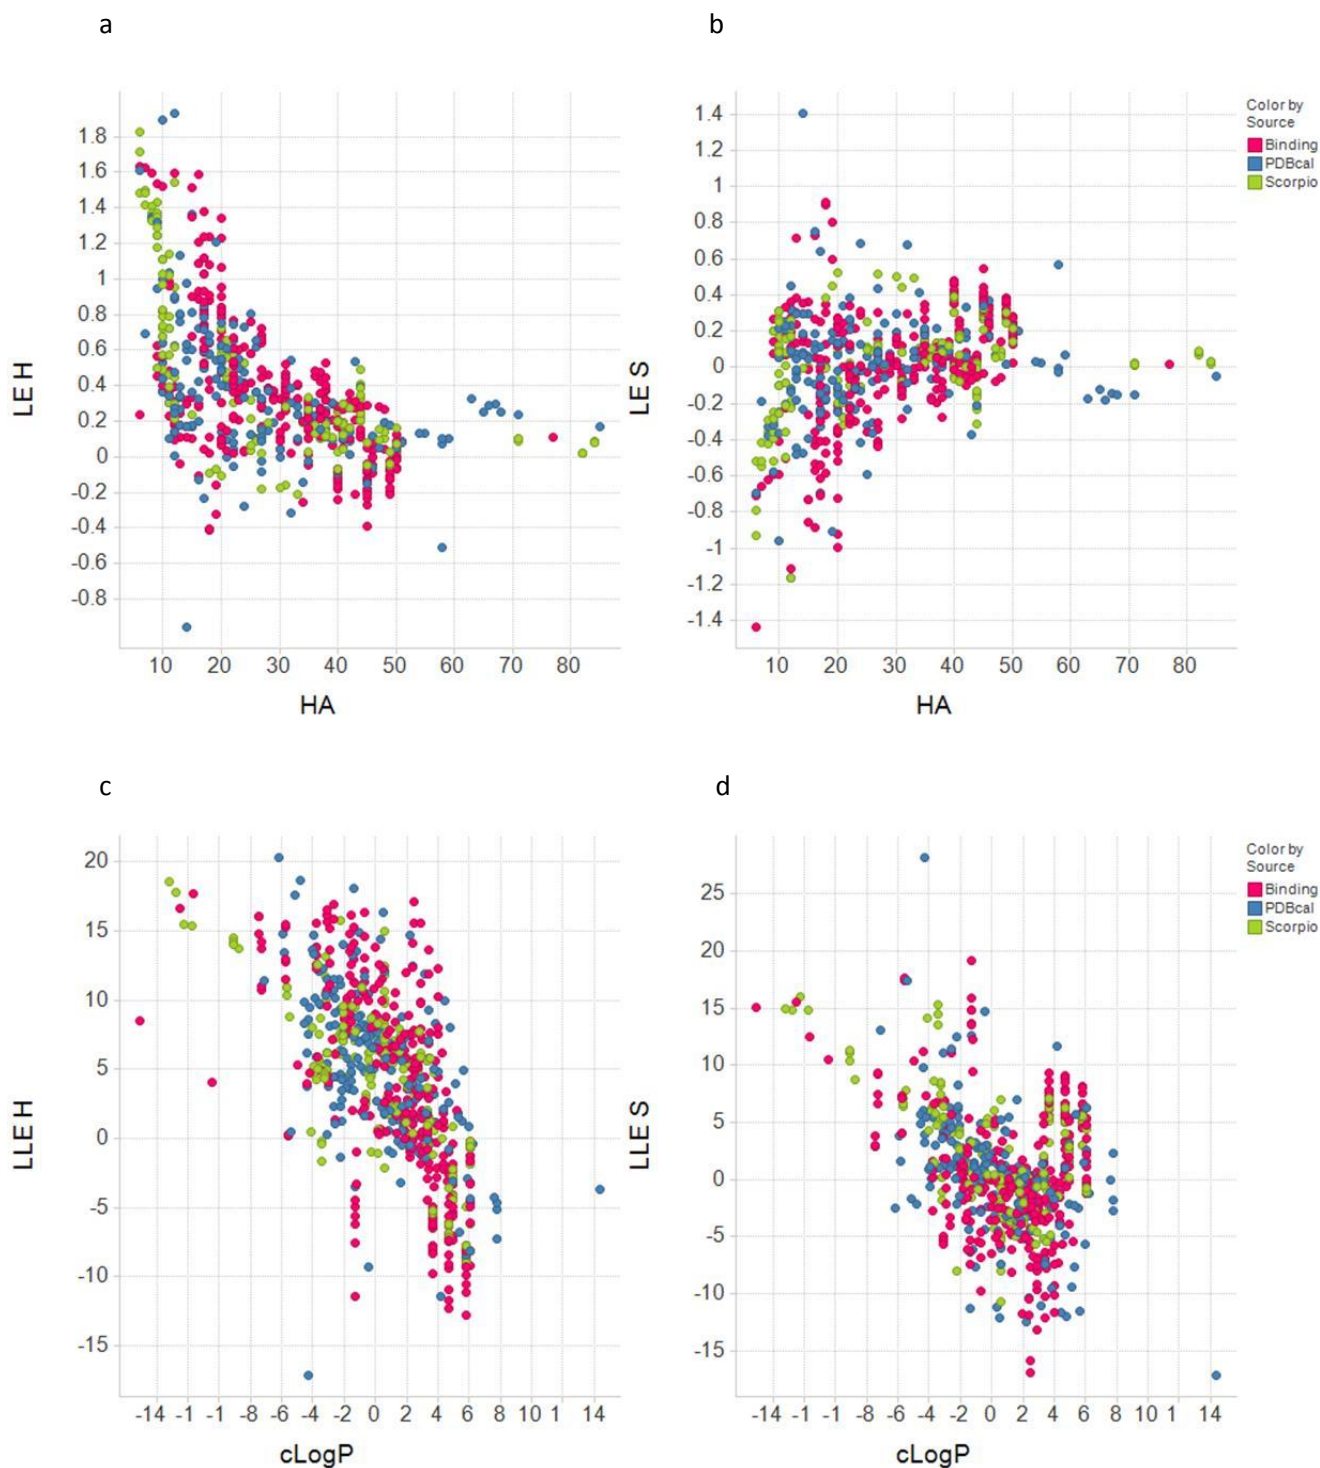 a
b
LE H
1.8
1.6
1.4
1.2
1
0.8
0.6
0.4
0.2
0
-0.2
-0.4
-0.6
-0.8
10 20 30 40 50 60 70 80
HA
LE S
1.4
1.2
1
0.8
0.6
0.4
0.2
0
-0.2
-0.4
-0.6
-0.8
-1
-1.2
-1.4
10 20 30 40 50 60 70 80
HA
Color by
Source
Binding
PDBcal
Scorpio
c
d
LLE H
20
15
10
5
0
-5
-10
-15
-14 -1 -1 -8 -6 -4 -2 0 2 4 6 8 10 1 14
cLogP
LLE S
25
20
15
10
5
0
-5
-10
-15
-14 -1 -1 -8 -6 -4 -2 0 2 4 6 8 10 1 14
cLogP
Color by
Source
Binding
PDBcal
Scorpio